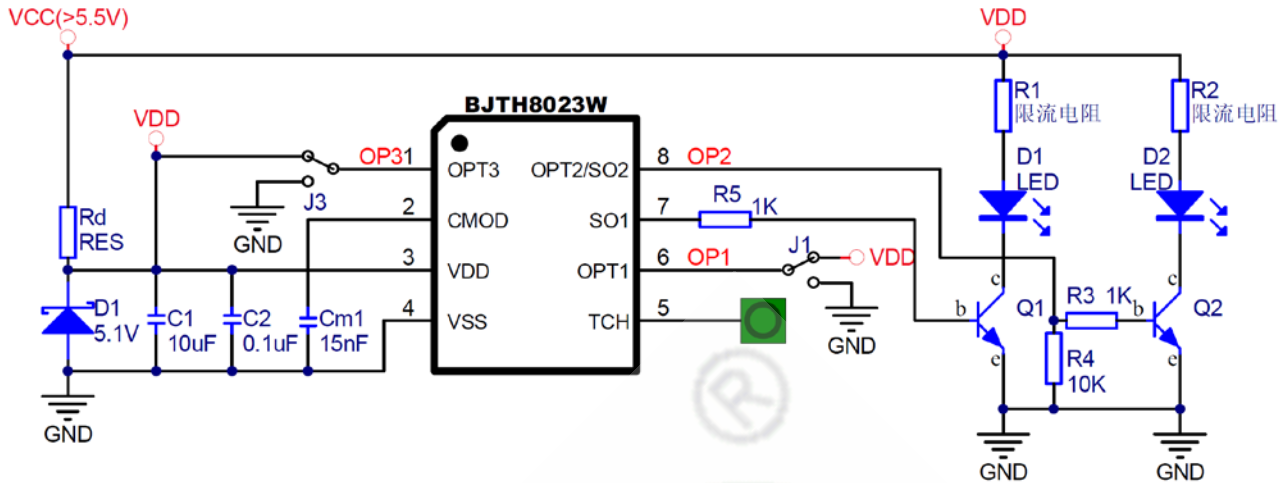 VCC(>5.5V)
VDD
BJTH8023W
VDD
R1
限流电阻
R2
限流电阻
OP3
1
OPT3
OPT2/SO2
8
OP2
J3
GND
D1
LED
D2
LED
2
CMOD
SO1
7
R5
1K
Rd
RES
3
VDD
OPT1
6
OP1
J1
VDD
D1
5.1V
C1
10uF
C2
0.1uF
Cm1
15nF
4
VSS
TCH
5
GND
c
b
e
Q1
R3
1K
c
b
e
Q2
R4
10K
GND
GND
GND
R